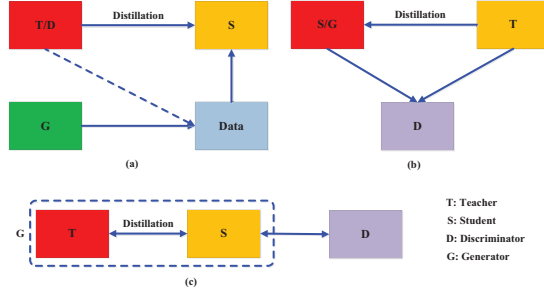 T/D
Distillation
S
G
Data
(a)
S/G
Distillation
T
D
(b)
G
T
Distillation
S
D
(c)
T: Teacher
S: Student
D: Discriminator
G: Generator